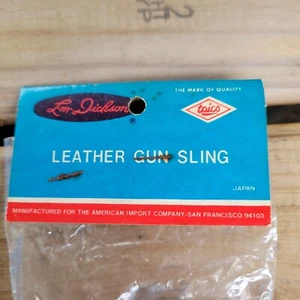 THE MARK OF QUALITY
Lm-Dickson
®
taico
LEATHER GUN SLING
JAPAN
MANUFACTURED FOR THE AMERICAN IMPORT COMPANY-SAN FRANCISCO 94103